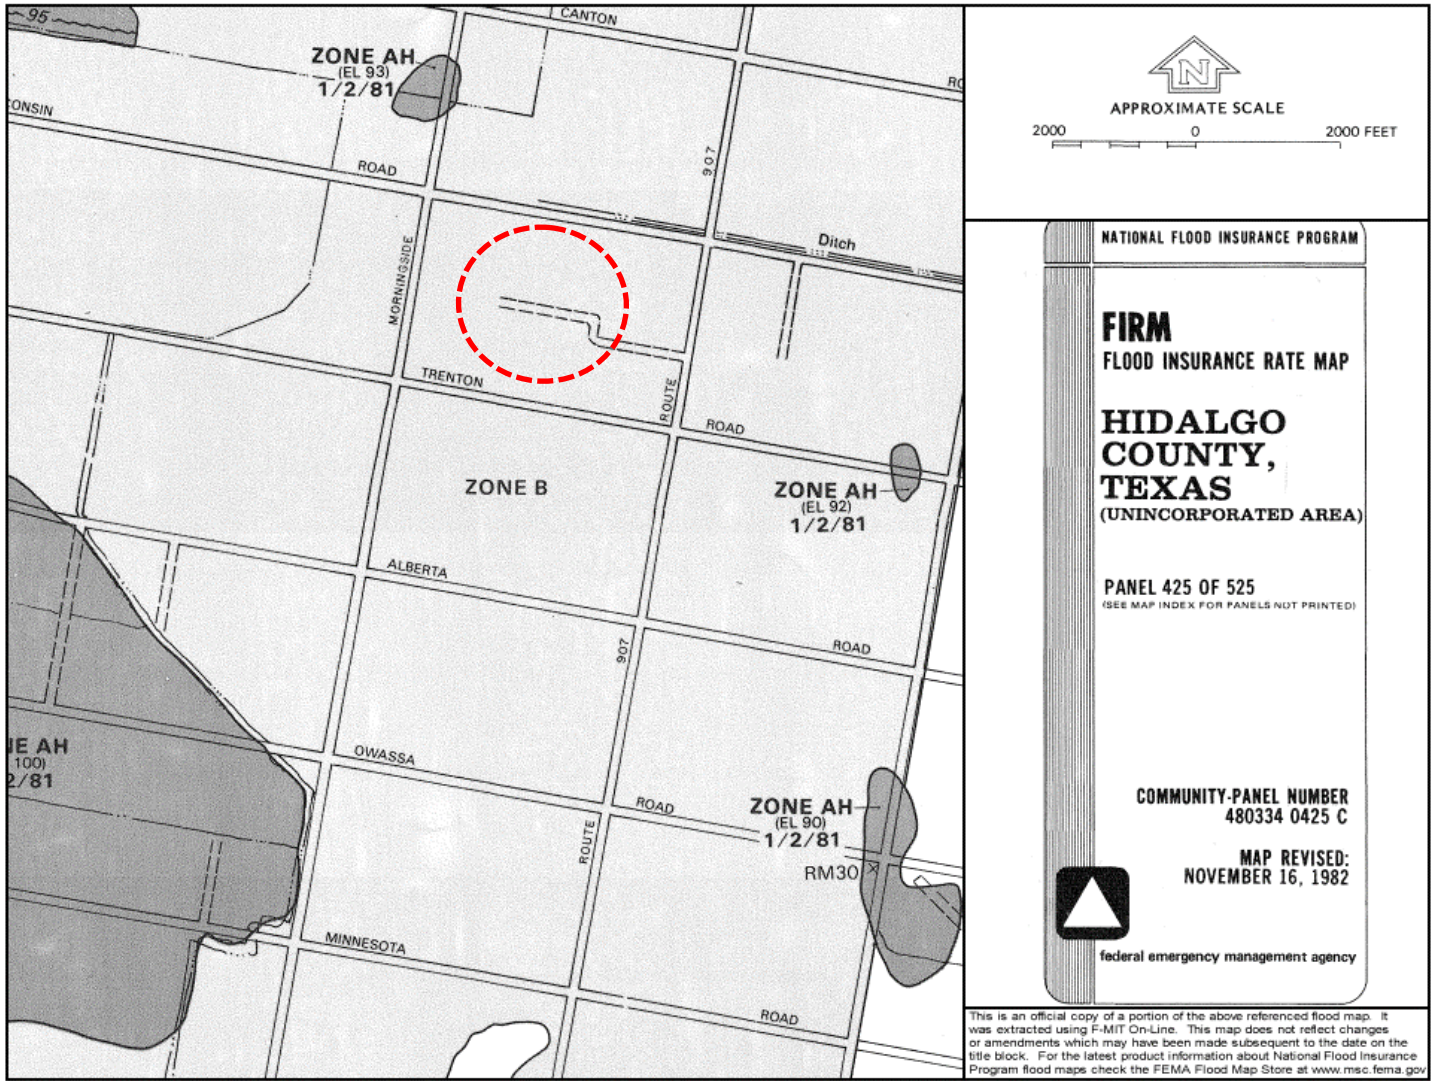 95
CANTON
RO
ZONE AH
(EL 93)
1/2/81
CONSIN
ROAD
907
Ditch
MORNINGSIDE
TRENTON
ROUTE
ROAD
ZONE B
ZONE AH
(EL 92)
1/2/81
ALBERTA
ROAD
907
NE AH
100)
2/81
OWASSA
ROAD
ZONE AH
(EL 90)
1/2/81
ROUTE
RM30
MINNESOTA
ROAD
N
APPROXIMATE SCALE
2000 0 2000 FEET
NATIONAL FLOOD INSURANCE PROGRAM
FIRM
FLOOD INSURANCE RATE MAP
HIDALGO
COUNTY,
TEXAS
(UNINCORPORATED AREA)
PANEL 425 OF 525
(SEE MAP INDEX FOR PANELS NOT PRINTED)
COMMUNITY-PANEL NUMBER
480334 0425 C
MAP REVISED:
NOVEMBER 16, 1982
federal emergency management agency
This is an official copy of a portion of the above referenced flood map. It
was extracted using F-MIT On-Line. This map does not reflect changes
or amendments which may have been made subsequent to the date on the
title block. For the latest product information about National Flood Insurance
Program flood maps check the FEMA Flood Map Store at www.msc.fema.gov